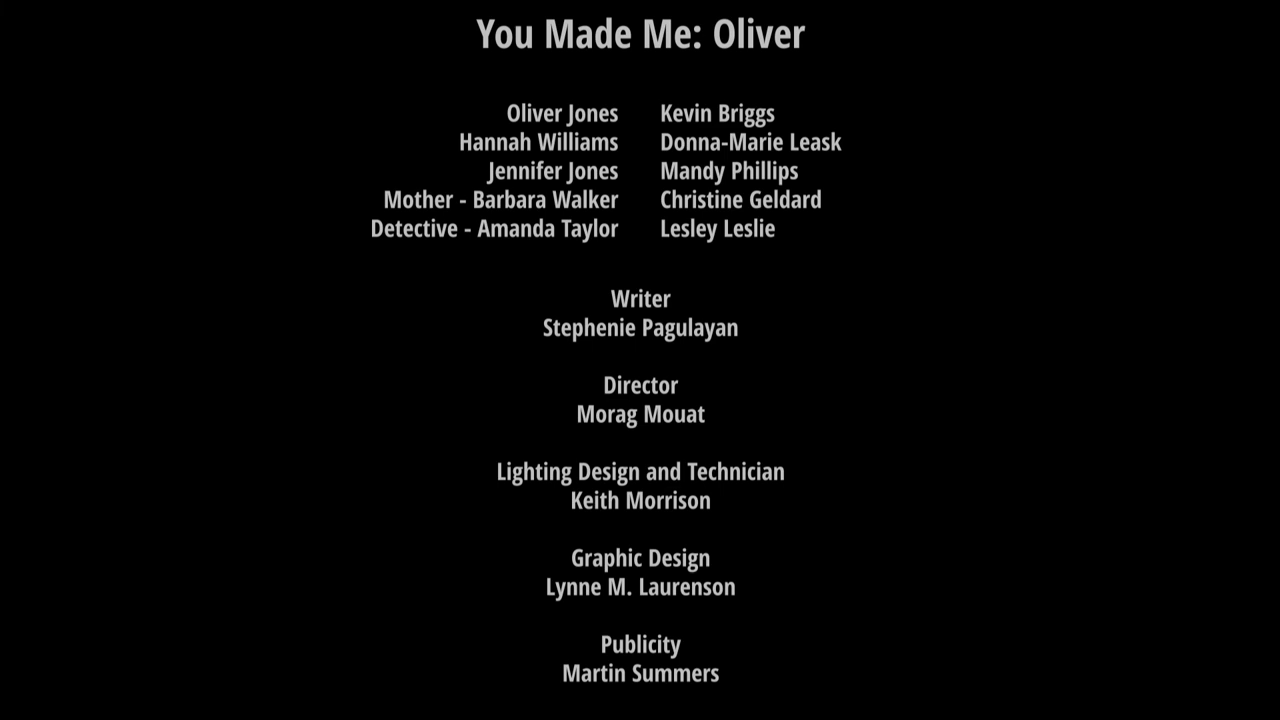 You Made Me: Oliver
Oliver Jones Kevin Briggs
Hannah Williams Donna-Marie Leask
Jennifer Jones Mandy Phillips
Mother - Barbara Walker Christine Geldard
Detective - Amanda Taylor Lesley Leslie
Writer
Stephenie Pagulayan
Director
Morag Mouat
Lighting Design and Technician
Keith Morrison
Graphic Design
Lynne M. Laurenson
Publicity
Martin Summers